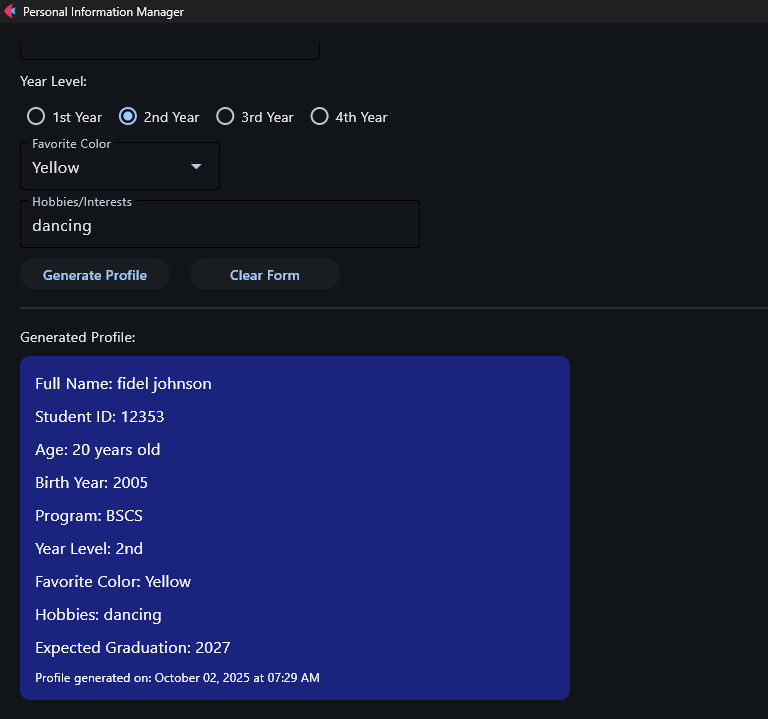 Personal Information Manager
Year Level:
1st Year 2nd Year 3rd Year 4th Year
Favorite Color
Yellow
Hobbies/Interests
dancing
Generate Profile Clear Form
Generated Profile:
Full Name: fidel johnson
Student ID: 12353
Age: 20 years old
Birth Year: 2005
Program: BSCS
Year Level: 2nd
Favorite Color: Yellow
Hobbies: dancing
Expected Graduation: 2027
Profile generated on: October 02, 2025 at 07:29 AM